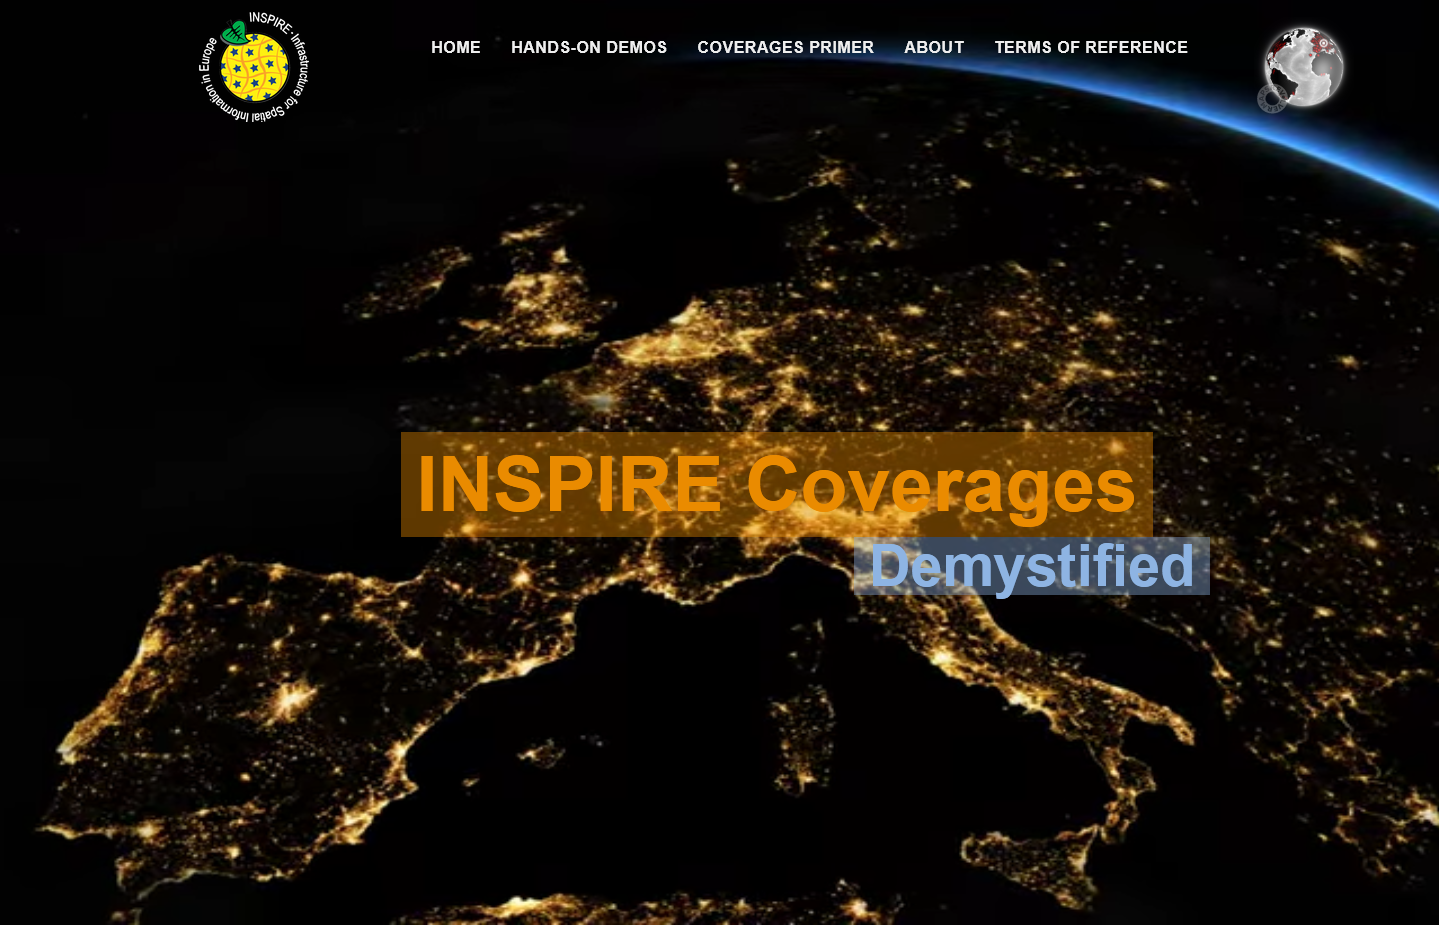 INSPIRE - Infrastructure for Spatial Information in Europe
HOME HANDS-ON DEMOS COVERAGES PRIMER ABOUT TERMS OF REFERENCE
INSPIRE Coverages
Demystified